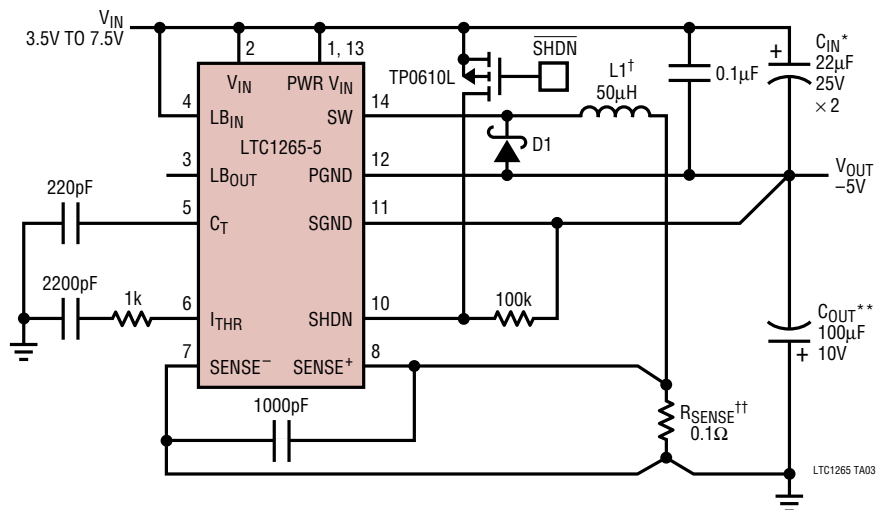 VIN
3.5V TO 7.5V
2
1, 13
VIN
PWR VIN
4
LBIN
SW
14
LTC1265-5
3
LBOUT
PGND
12
220pF
5
CT
SGND
11
2200pF
1k
6
ITHR
SHDN
10
100k
7
SENSE–
SENSE+
8
1000pF
TP0610L
SHDN
L1†
50µH
D1
0.1µF
+
CIN*
22µF
25V
× 2
VOUT
–5V
COUT**
100µF
10V
+
RSENSE††
0.1Ω
LTC1265 TA03